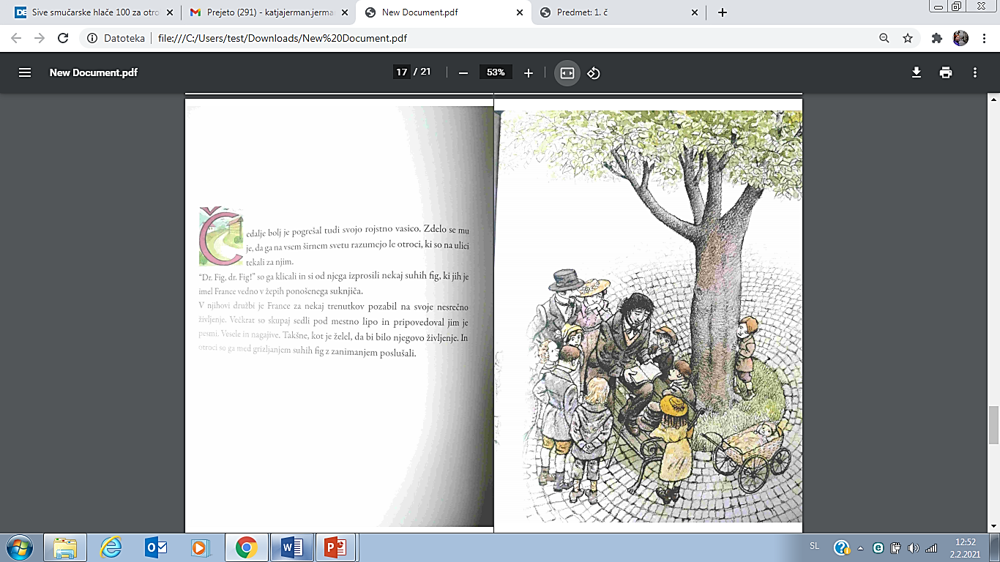 Sive smučarske hlače 100 za otro
Prejeto (291) - katjajerman.jerma
New Document.pdf
Predmet: 1. č
Datoteka
file:///C:/Users/test/Downloads/New%20Document.pdf
New Document.pdf
17 / 21
53%
Čedalje bolj je pogrešal tudi svojo rojstno vasico. Zdelo se mu
je, da ga na vsem širnem svetu razumejo le otroci, ki so na ulici
tekali za njim.
“Dr. Fig, dr. Fig!” so ga klicali in si od njega izprosili nekaj suhih fig, ki jih je
imel France vedno v žepih ponošenega suknjiča.
V njihovi družbi je France za nekaj trenutkov pozabil na svoje nesrečno
življenje. Večkrat so skupaj sedli pod mestno lipo in pripovedoval jim je
pesmi. Vesele in nagajive. Takšne, kot je želel, da bi bilo njegovo življenje. In
otroci so ga med grizljanjem suhih fig z zanimanjem poslušali.
SL
12:52
2.2.2021